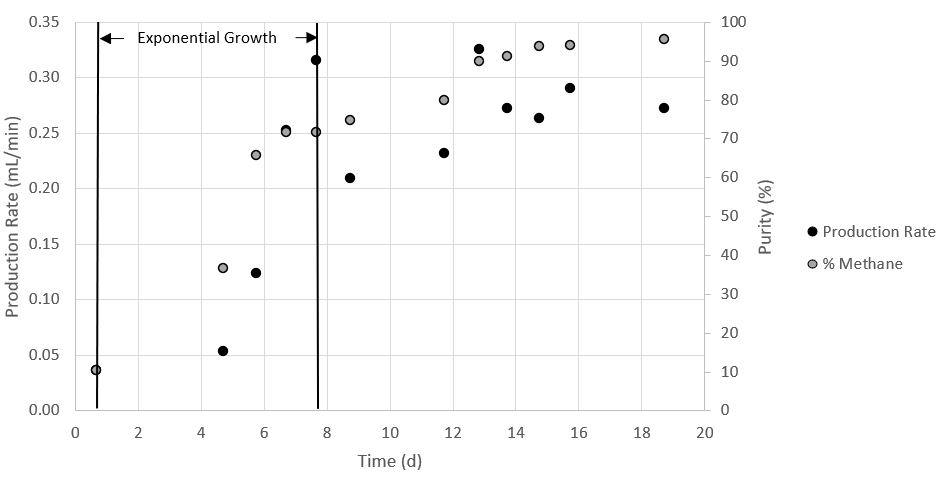 Exponential Growth
0.35
0.30
0.25
0.20
0.15
0.10
0.05
0.00
Production Rate (mL/min)
100
90
80
70
60
50
40
30
20
10
0
Purity (%)
0 2 4 6 8 10 12 14 16 18 20
Time (d)
Production Rate
% Methane